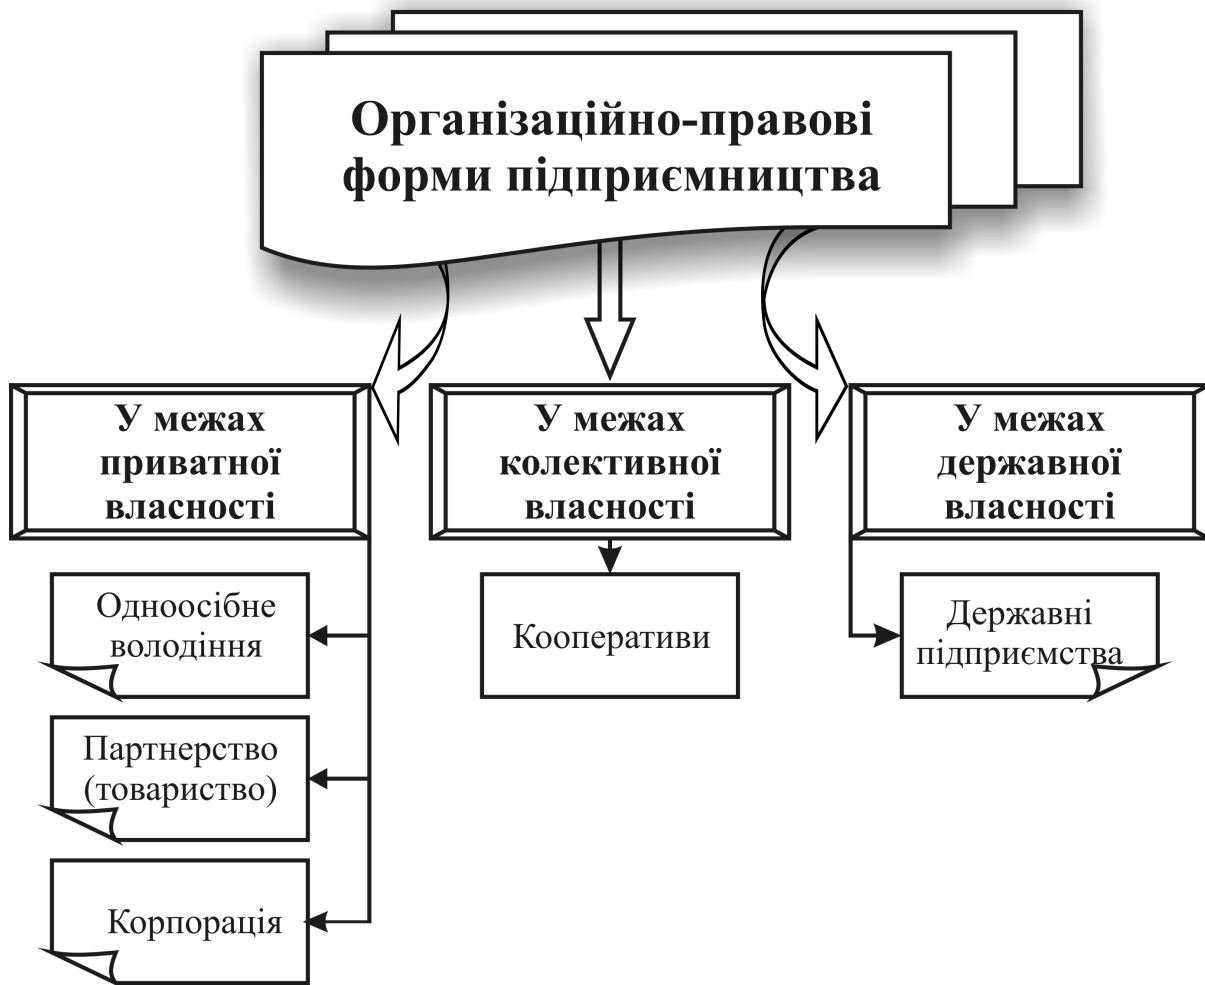 Організаційно-правові
форми підприємництва
У межах
приватної
власності
У межах
колективної
власності
У межах
державної
власності
Одноосібне
володіння
Кооперативи
Державні
підприємства
Партнерство
(товариство)
Корпорація